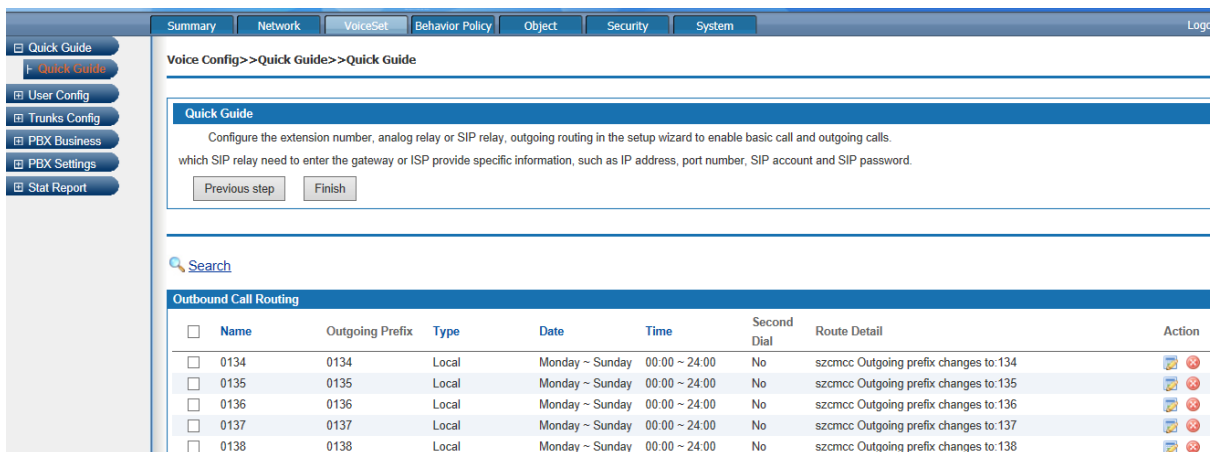 Summary Network VoiceSet Behavior Policy Object Security System
Quick Guide
Quick Guide
User Config
Trunks Config
PBX Business
PBX Settings
Stat Report
Voice Config>>Quick Guide>>Quick Guide
Quick Guide
Configure the extension number, analog relay or SIP relay, outgoing routing in the setup wizard to enable basic call and outgoing calls.
which SIP relay need to enter the gateway or ISP provide specific information, such as IP address, port number, SIP account and SIP password.
Previous step Finish
Search
Outbound Call Routing
Name Outgoing Prefix Type Date Time Second Dial Route Detail Action
0134 0134 Local Monday ~ Sunday 00:00 ~ 24:00 No szcmcc Outgoing prefix changes to:134
0135 0135 Local Monday ~ Sunday 00:00 ~ 24:00 No szcmcc Outgoing prefix changes to:135
0136 0136 Local Monday ~ Sunday 00:00 ~ 24:00 No szcmcc Outgoing prefix changes to:136
0137 0137 Local Monday ~ Sunday 00:00 ~ 24:00 No szcmcc Outgoing prefix changes to:137
0138 0138 Local Monday ~ Sunday 00:00 ~ 24:00 No szcmcc Outgoing prefix changes to:138